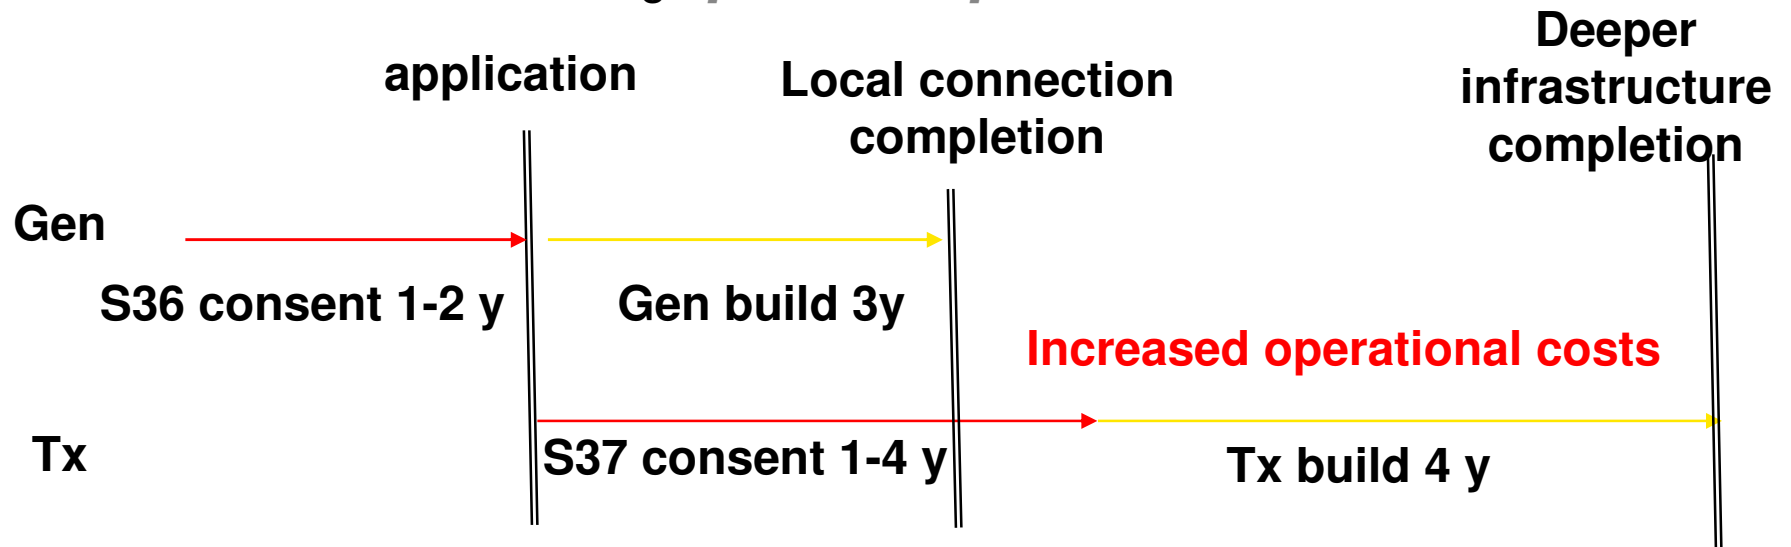 application
Local connection
completion
Deeper
infrastructure
completion
Gen
S36 consent 1-2 y
Gen build 3y
Increased operational costs
Tx
S37 consent 1-4 y
Tx build 4 y